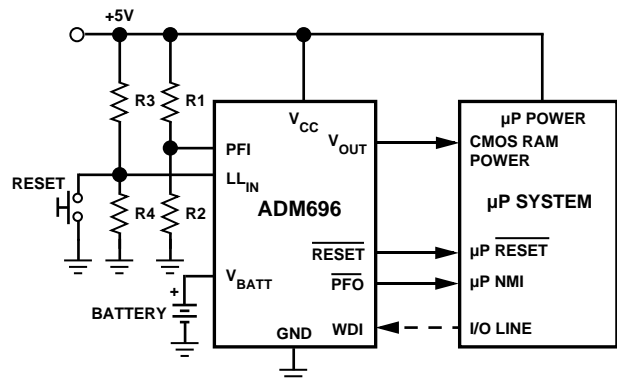 +5V
R3
R1
VCC
µP POWER
VOUT
CMOS RAM
POWER
PFI
RESET
LLIN
R4
R2
ADM696
µP SYSTEM
RESET
µP RESET
VBATT
PFO
µP NMI
+
BATTERY
GND
WDI
I/O LINE